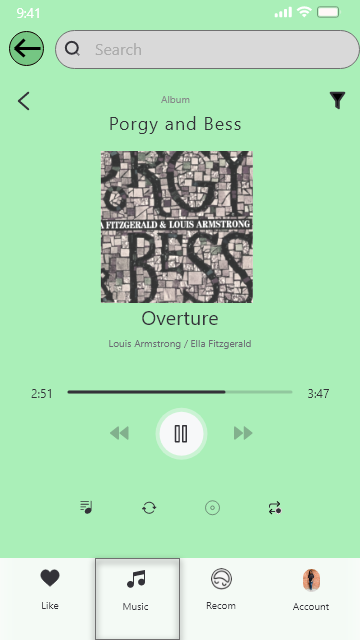 9:41
Search
Album
Porgy and Bess
PORGY
A FITZGERALD & LOUIS ARMSTRONG
BESS
Overture
Louis Armstrong / Ella Fitzgerald
2:51
3:47
Like
Music
Recom
Account